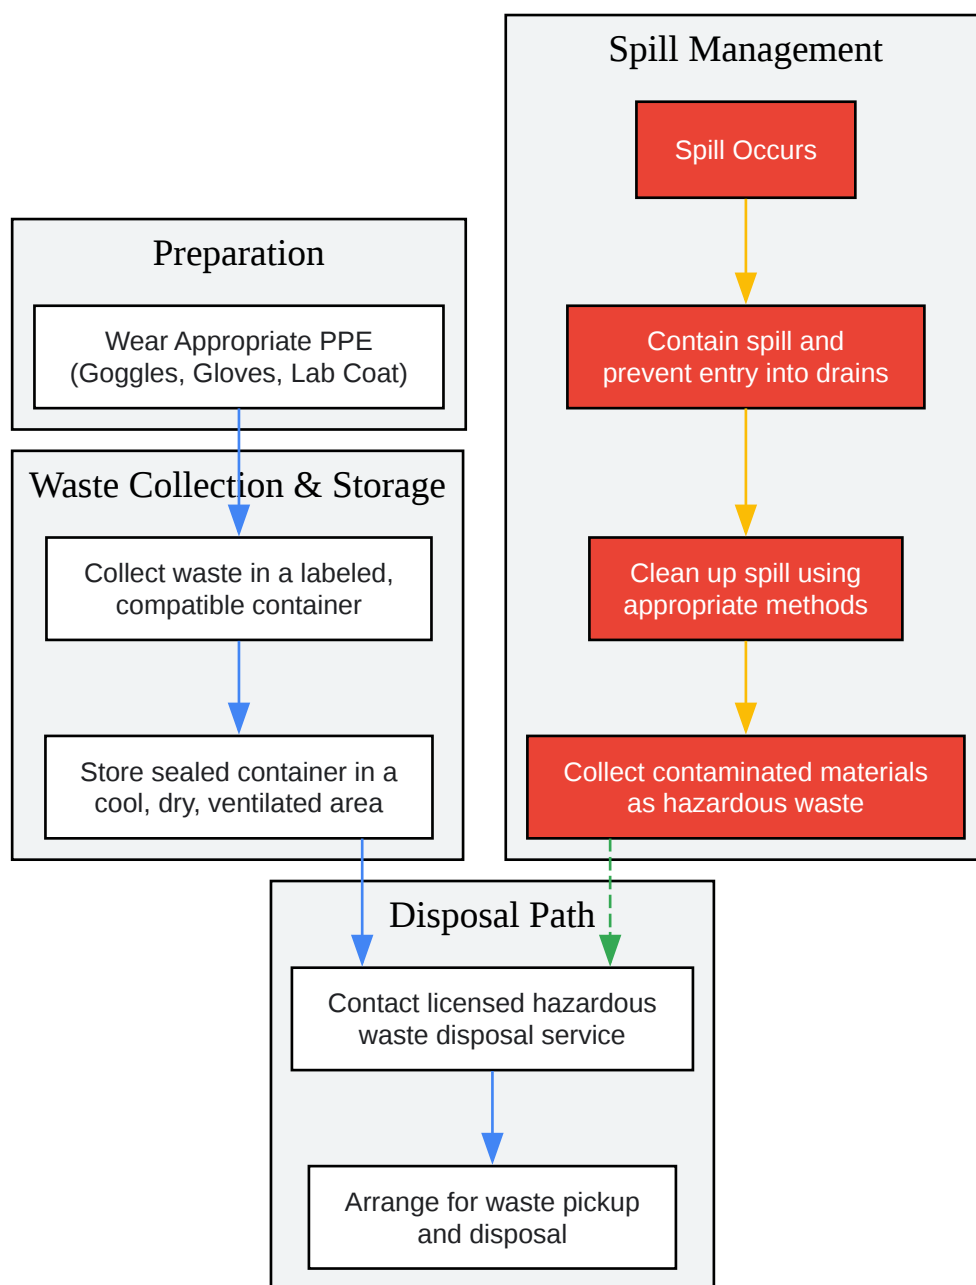 Spill Management
Spill Occurs
Contain spill and
prevent entry into drains
Clean up spill using
appropriate methods
Collect contaminated materials
as hazardous waste
Preparation
Wear Appropriate PPE
(Goggles, Gloves, Lab Coat)
Waste Collection & Storage
Collect waste in a labeled,
compatible container
Store sealed container in a
cool, dry, ventilated area
Disposal Path
Contact licensed hazardous
waste disposal service
Arrange for waste pickup
and disposal